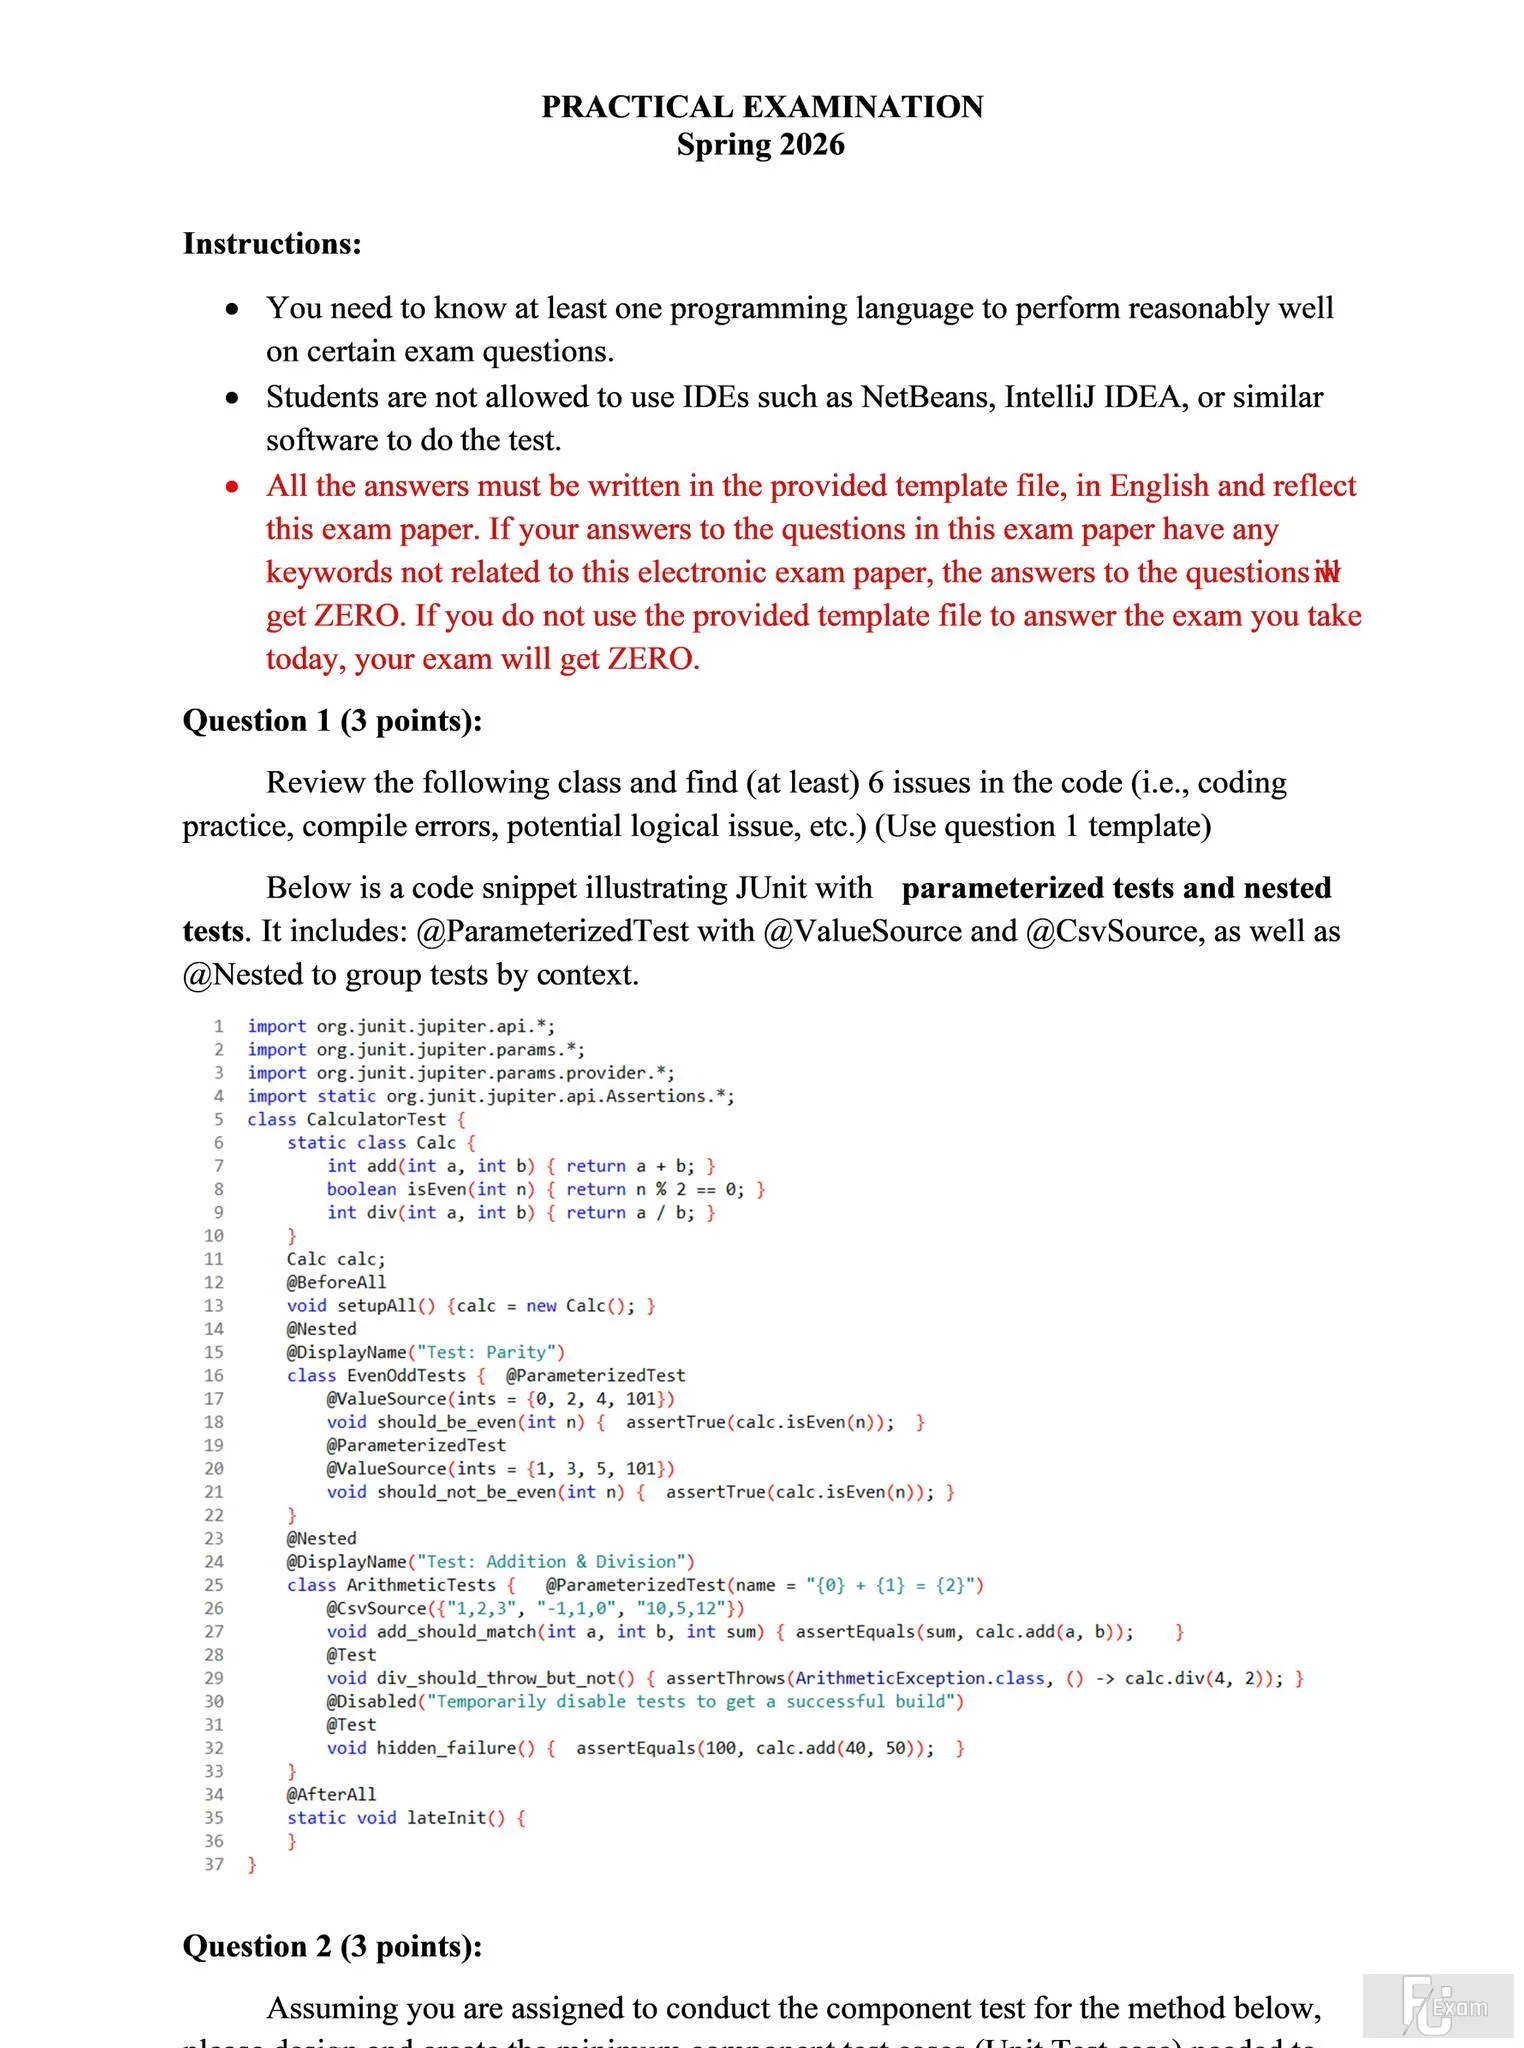 PRACTICAL EXAMINATION
Spring 2026
Instructions:
• You need to know at least one programming language to perform reasonably well
on certain exam questions.
• Students are not allowed to use IDEs such as NetBeans, IntelliJ IDEA, or similar
software to do the test.
• All the answers must be written in the provided template file, in English and reflect
this exam paper. If your answers to the questions in this exam paper have any
keywords not related to this electronic exam paper, the answers to the questions
get ZERO. If you do not use the provided template file to answer the exam you take
today, your exam will get ZERO.
Question 1 (3 points):
Review the following class and find (at least) 6 issues in the code (i.e., coding
practice, compile errors, potential logical issue, etc.) (Use question 1 template)
Below is a code snippet illustrating JUnit with parameterized tests and nested
tests. It includes: @ParameterizedTest with @ValueSource and @CsvSource, as well as
@Nested to group tests by context.
1 import org.junit.jupiter.api.*;
2 import org.junit.jupiter.params.*;
3 import org.junit.jupiter.params.provider.*;
4 import static org.junit.jupiter.api.Assertions.*;
5 class CalculatorTest {
6 static class Calc {
7 int add(int a, int b) { return a + b; }
8 boolean isEven(int n) { return n % 2 == 0; }
9 int div(int a, int b) { return a / b; }
10 }
11 Calc calc;
12 @BeforeAll
13 void setupAll() {calc = new Calc(); }
14 @Nested
15 @DisplayName("Test: Parity")
16 class EvenOddTests { @ParameterizedTest
17 @ValueSource(ints = {0, 2, 4, 101})
18 void should_be_even(int n) { assertTrue(calc.isEven(n)); }
19 @ParameterizedTest
20 @ValueSource(ints = {1, 3, 5, 101})
21 void should_not_be_even(int n) { assertTrue(calc.isEven(n)); }
22 }
23 @Nested
24 @DisplayName("Test: Addition & Division")
25 class ArithmeticTests { @ParameterizedTest(name = "{0} + {1} = {2}")
26 @CsvSource({"1,2,3", "-1,1,0", "10,5,12"})
27 void add_should_match(int a, int b, int sum) { assertEquals(sum, calc.add(a, b)); }
28 @Test
29 void div_should_throw_but_not() { assertThrows(ArithmeticException.class, () -> calc.div(4, 2)); }
30 @Disabled("Temporarily disable tests to get a successful build")
31 @Test
32 void hidden_failure() { assertEquals(100, calc.add(40, 50)); }
33 }
34 @AfterAll
35 static void lateInit() {
36 }
37 }
Question 2 (3 points):
Assuming you are assigned to conduct the component test for the method below,
Exam